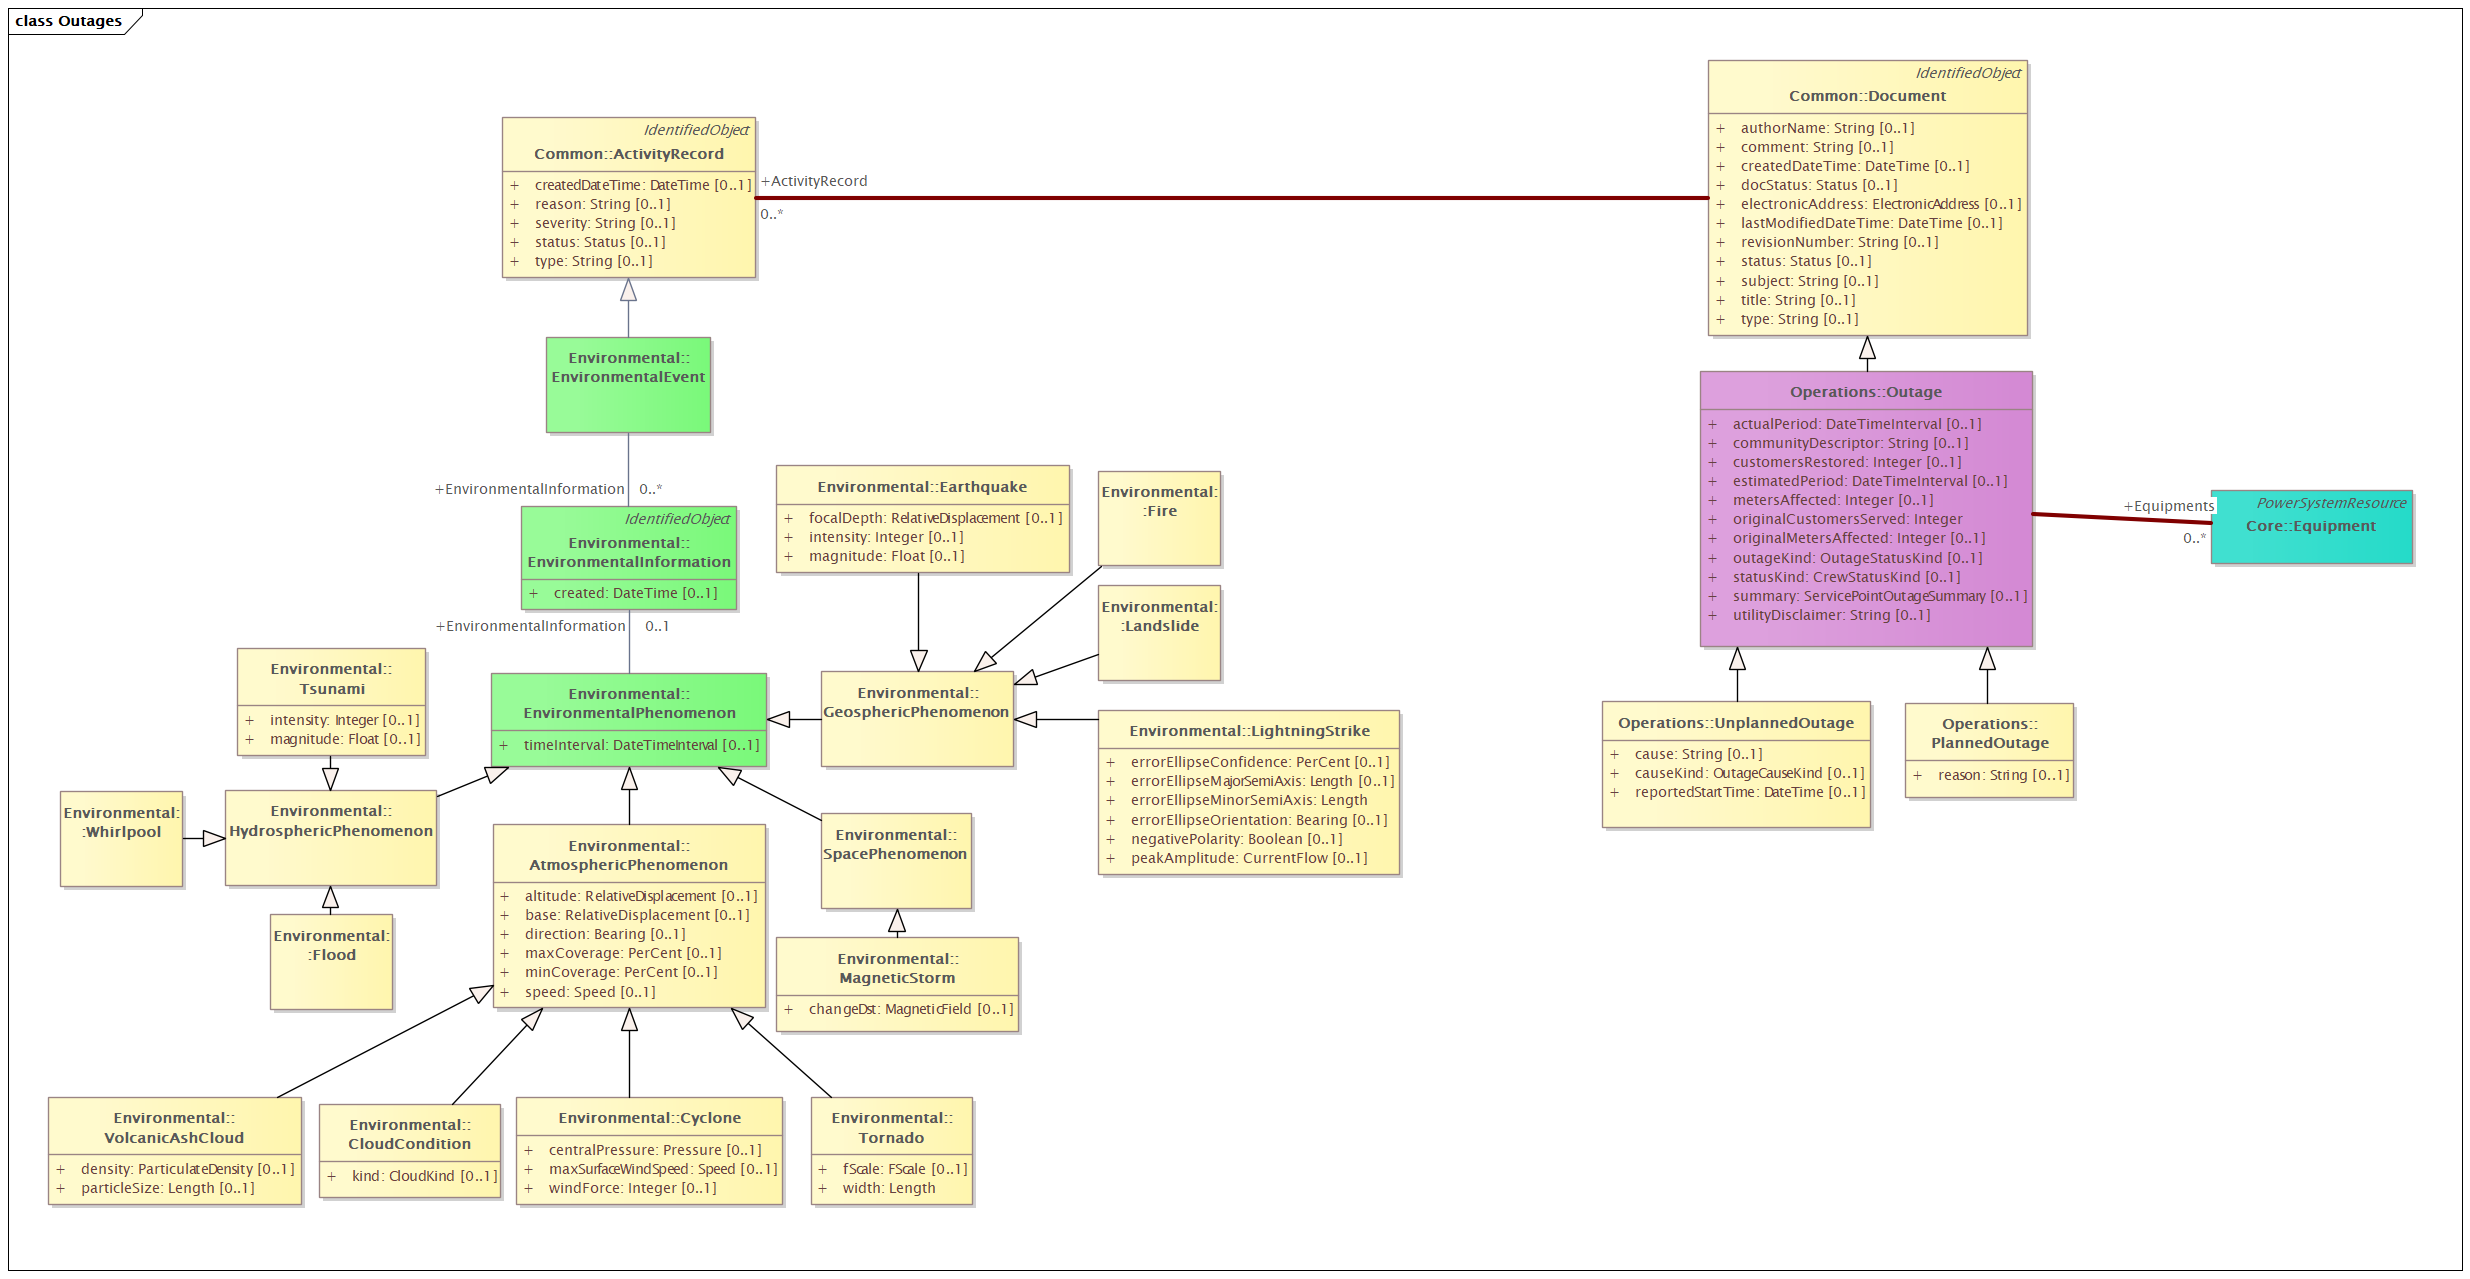 class Outages
IdentifiedObject
Common::ActivityRecord
+ createdDateTime: DateTime [0..1]
+ reason: String [0..1]
+ severity: String [0..1]
+ status: Status [0..1]
+ type: String [0..1]
+ActivityRecord
0..*
IdentifiedObject
Common::Document
+ authorName: String [0..1]
+ comment: String [0..1]
+ createdDateTime: DateTime [0..1]
+ docStatus: Status [0..1]
+ electronicAddress: ElectronicAddress [0..1]
+ lastModifiedDateTime: DateTime [0..1]
+ revisionNumber: String [0..1]
+ status: Status [0..1]
+ subject: String [0..1]
+ title: String [0..1]
+ type: String [0..1]
Environmental::
EnvironmentalEvent
+EnvironmentalInformation 0..*
IdentifiedObject
Environmental::
EnvironmentalInformation
+ created: DateTime [0..1]
+EnvironmentalInformation 0..1
Environmental::
EnvironmentalPhenomenon
+ timeInterval: DateTimeInterval [0..1]
Environmental::Earthquake
+ focalDepth: RelativeDisplacement [0..1]
+ intensity: Integer [0..1]
+ magnitude: Float [0..1]
Environmental:
:Fire
Environmental:
:Landslide
Environmental::
GeosphericPhenomenon
Environmental::LightningStrike
+ errorEllipseConfidence: PerCent [0..1]
+ errorEllipseMajorSemiAxis: Length [0..1]
+ errorEllipseMinorSemiAxis: Length
+ errorEllipseOrientation: Bearing [0..1]
+ negativePolarity: Boolean [0..1]
+ peakAmplitude: CurrentFlow [0..1]
Operations::Outage
+ actualPeriod: DateTimeInterval [0..1]
+ communityDescriptor: String [0..1]
+ customersRestored: Integer [0..1]
+ estimatedPeriod: DateTimeInterval [0..1]
+ metersAffected: Integer [0..1]
+ originalCustomersServed: Integer
+ originalMetersAffected: Integer [0..1]
+ outageKind: OutageStatusKind [0..1]
+ statusKind: CrewStatusKind [0..1]
+ summary: ServicePointOutageSummary [0..1]
+ utilityDisclaimer: String [0..1]
+Equipments
0..*
PowerSystemResource
Core::Equipment
Operations::UnplannedOutage
+ cause: String [0..1]
+ causeKind: OutageCauseKind [0..1]
+ reportedStartTime: DateTime [0..1]
Operations::
PlannedOutage
+ reason: String [0..1]
Environmental::
Tsunami
+ intensity: Integer [0..1]
+ magnitude: Float [0..1]
Environmental:
:Whirlpool
Environmental::
HydrosphericPhenomenon
Environmental:
:Flood
Environmental::
AtmosphericPhenomenon
+ altitude: RelativeDisplacement [0..1]
+ base: RelativeDisplacement [0..1]
+ direction: Bearing [0..1]
+ maxCoverage: PerCent [0..1]
+ minCoverage: PerCent [0..1]
+ speed: Speed [0..1]
Environmental::
SpacePhenomenon
Environmental::
MagneticStorm
+ changeDst: MagneticField [0..1]
Environmental::
VolcanicAshCloud
+ density: ParticulateDensity [0..1]
+ particleSize: Length [0..1]
Environmental::
CloudCondition
+ kind: CloudKind [0..1]
Environmental::Cyclone
+ centralPressure: Pressure [0..1]
+ maxSurfaceWindSpeed: Speed [0..1]
+ windForce: Integer [0..1]
Environmental::
Tornado
+ fScale: FScale [0..1]
+ width: Length